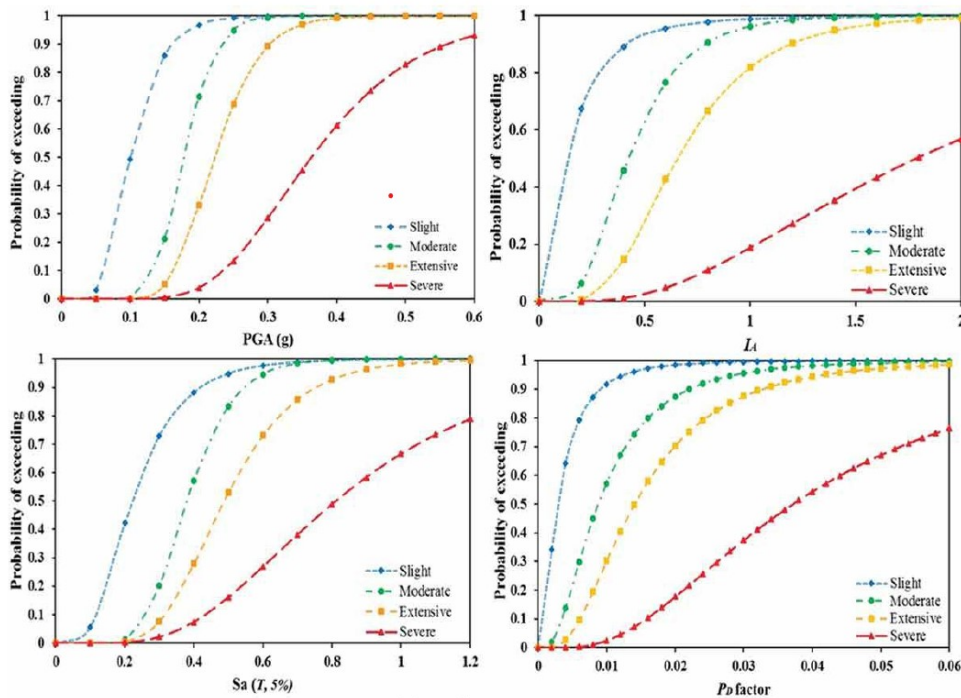 Probability of exceeding
1
0.9
0.8
0.7
0.6
0.5
0.4
0.3
0.2
0.1
0
Slight
Moderate
Extensive
Severe
0 0.1 0.2 0.3 0.4 0.5 0.6
PGA (g)
Probability of exceeding
1
0.8
0.6
0.4
0.2
0
Slight
Moderate
Extensive
Severe
0 0.5 1 1.5 2
IA
Probability of exceeding
1
0.9
0.8
0.7
0.6
0.5
0.4
0.3
0.2
0.1
0
Slight
Moderate
Extensive
Severe
0 0.2 0.4 0.6 0.8 1 1.2
Sa (T, 5%)
Probability of exceeding
1
0.9
0.8
0.7
0.6
0.5
0.4
0.3
0.2
0.1
0
Slight
Moderate
Extensive
Severe
0 0.01 0.02 0.03 0.04 0.05 0.06
PD factor